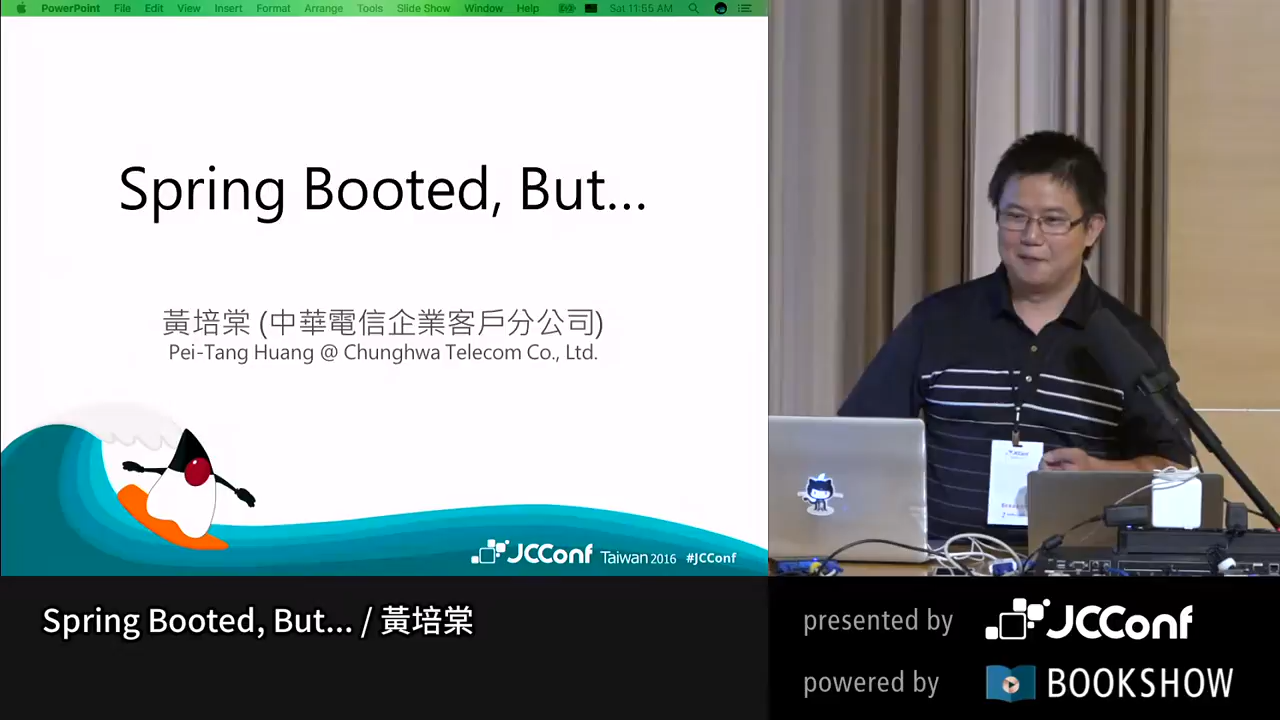 PowerPoint File Edit View Insert Format Arrange Tools Slide Show Window Help Sat 11:55 AM
Spring Booted, But...
黃培棠 (中華電信企業客戶分公司)
Pei-Tang Huang @ Chunghwa Telecom Co., Ltd.
JCConf Taiwan 2016 #JCConf
JCConf
Spring Booted, But... / 黃培棠
presented by JCConf
powered by BOOKSHOW